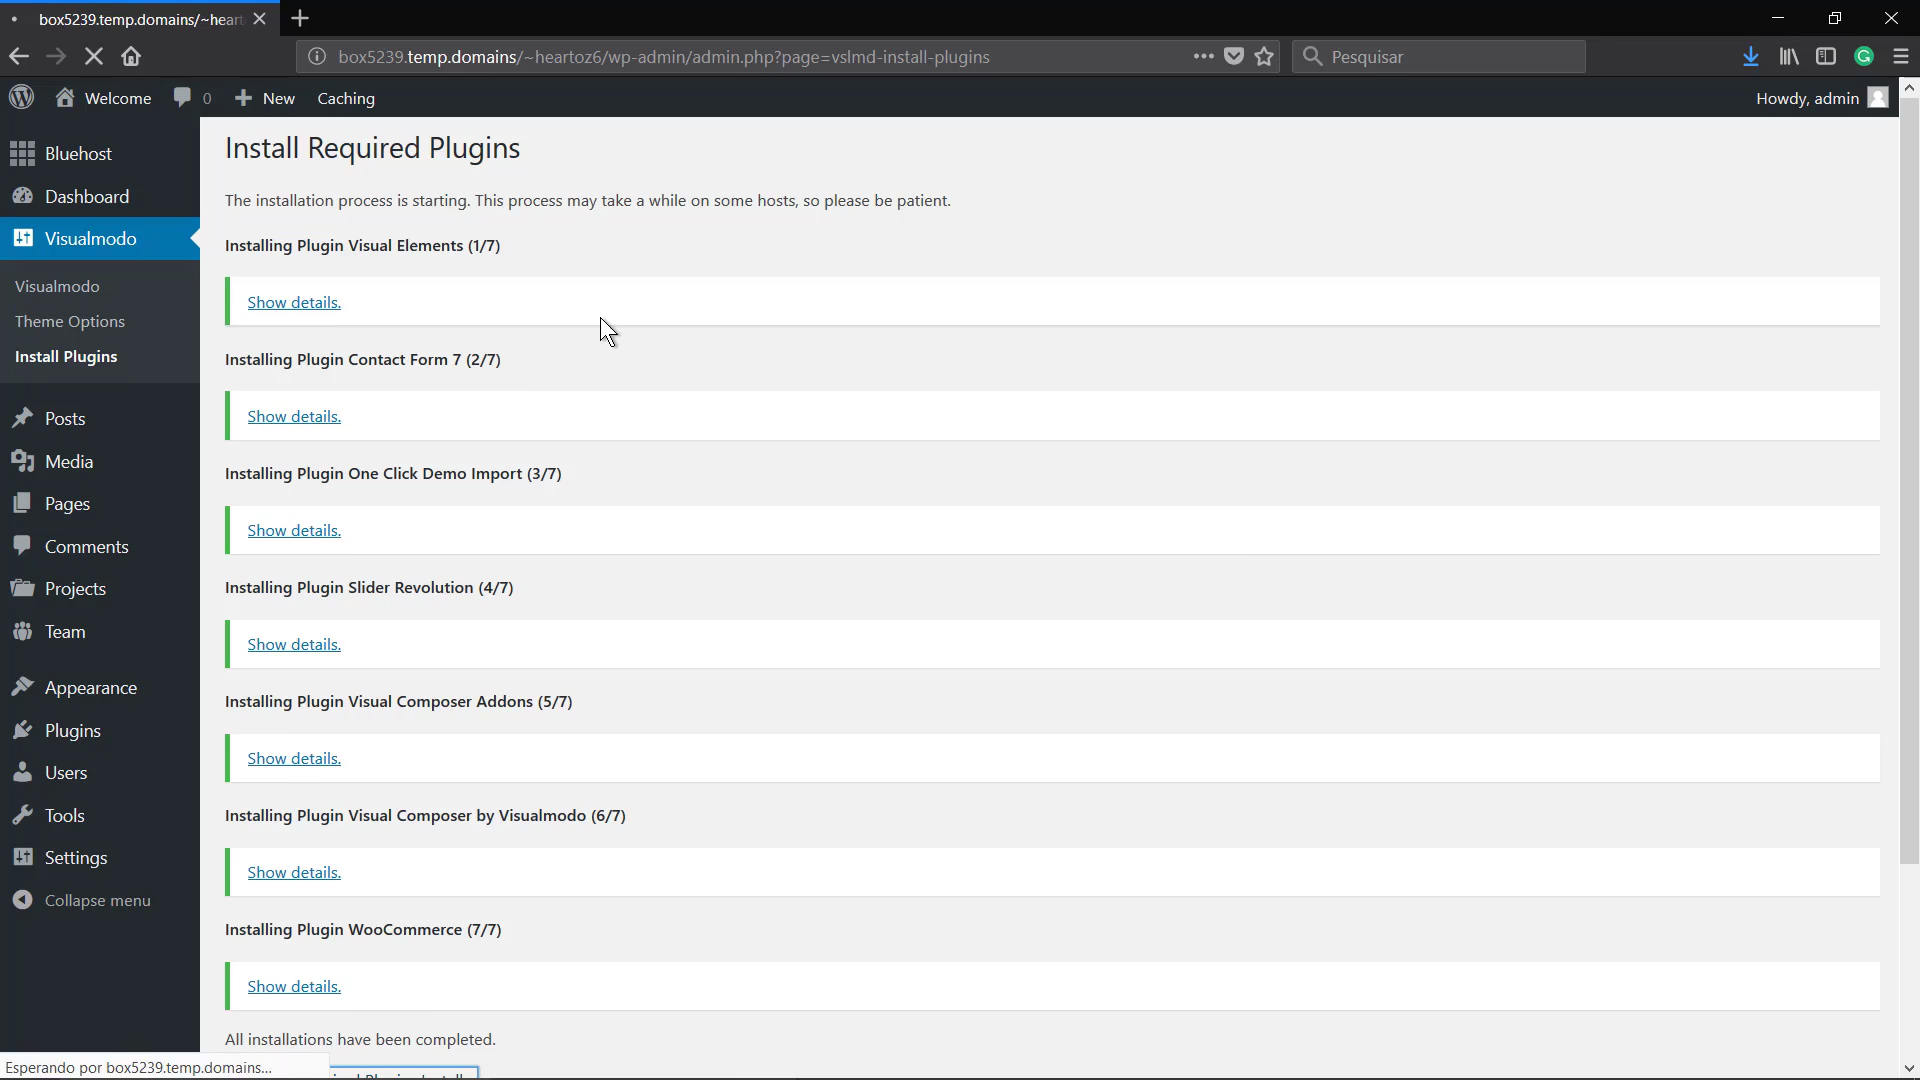 box5239.temp.domains/~heart
box5239.temp.domains/~heartoz6/wp-admin/admin.php?page=vslmd-install-plugins
Pesquisar
Welcome
0
New
Caching
Howdy, admin
Bluehost
Dashboard
Visualmodo
Visualmodo
Theme Options
Install Plugins
Posts
Media
Pages
Comments
Projects
Team
Appearance
Plugins
Users
Tools
Settings
Collapse menu
Install Required Plugins
The installation process is starting. This process may take a while on some hosts, so please be patient.
Installing Plugin Visual Elements (1/7)
Show details.
Installing Plugin Contact Form 7 (2/7)
Show details.
Installing Plugin One Click Demo Import (3/7)
Show details.
Installing Plugin Slider Revolution (4/7)
Show details.
Installing Plugin Visual Composer Addons (5/7)
Show details.
Installing Plugin Visual Composer by Visualmodo (6/7)
Show details.
Installing Plugin WooCommerce (7/7)
Show details.
All installations have been completed.
Esperando por box5239.temp.domains...